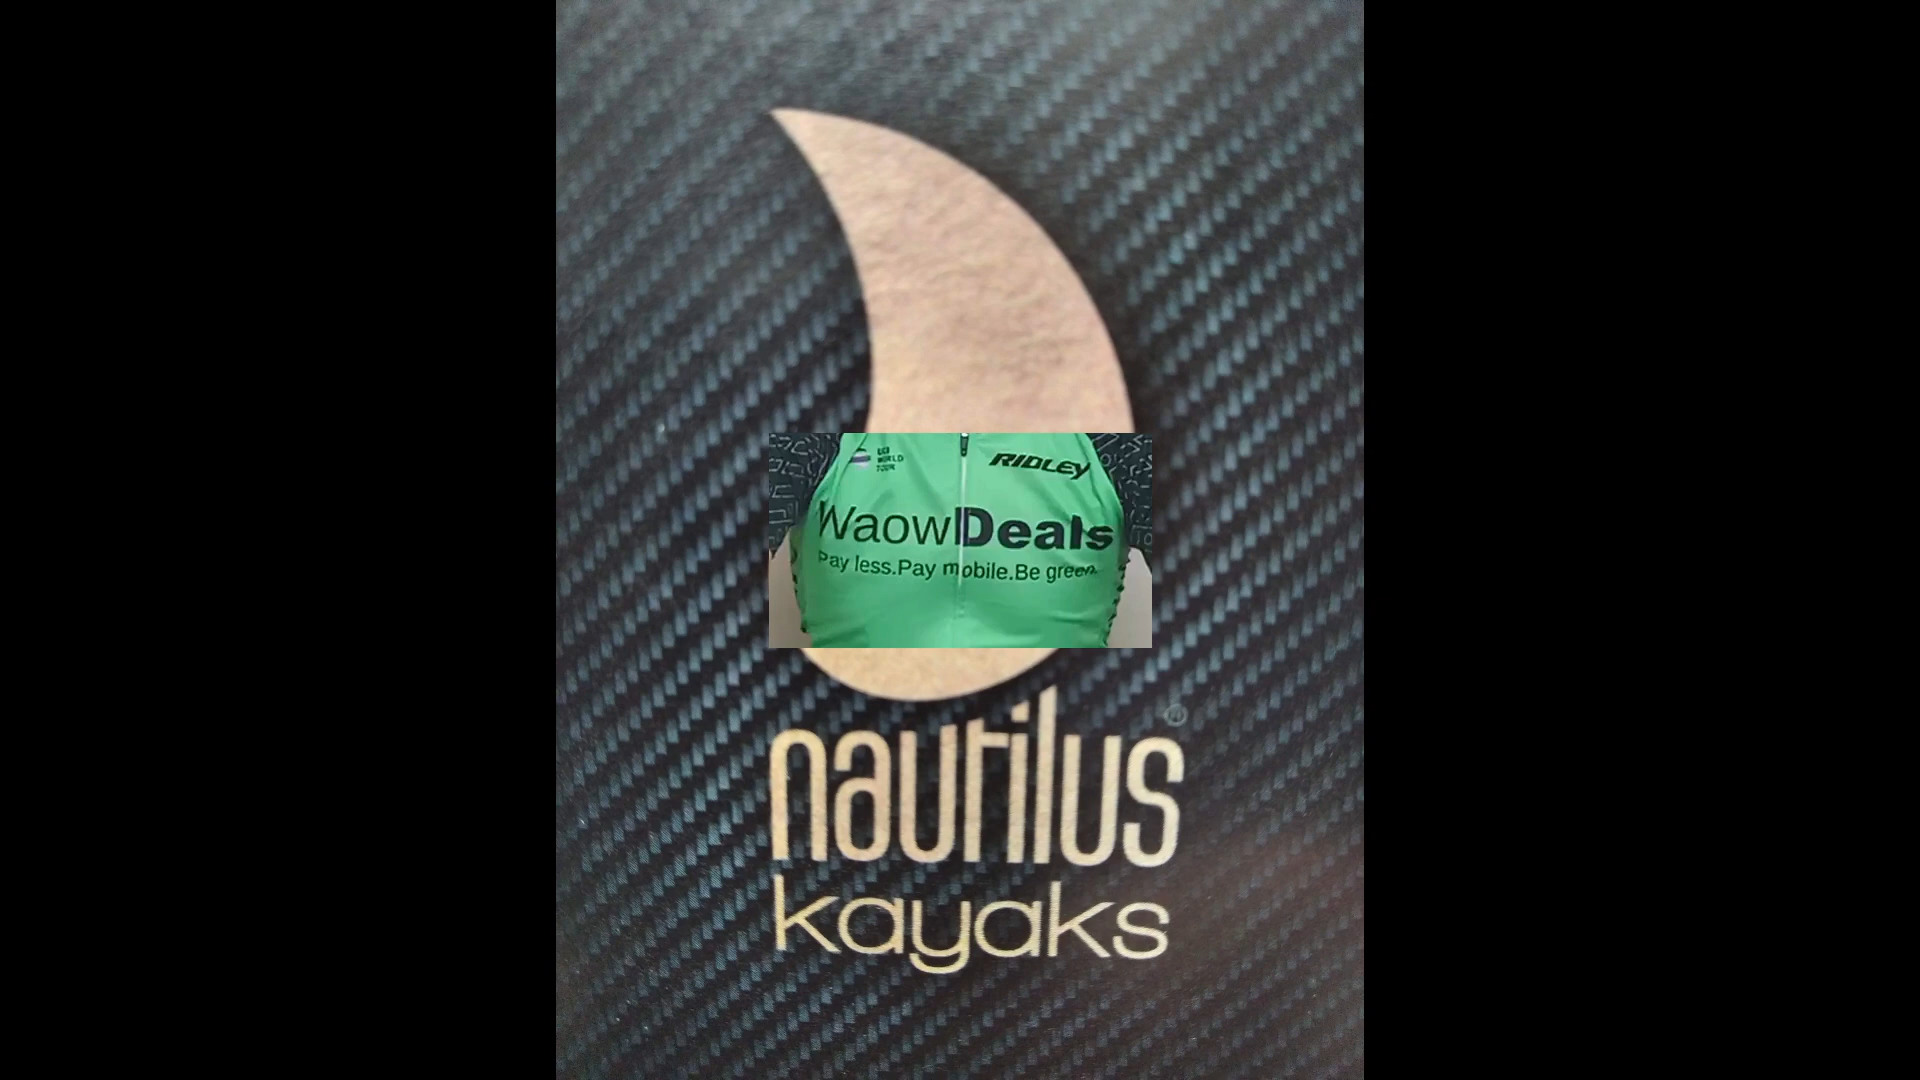 UCI
WORLD
TOUR
RIDLEY
WaowDeals
Pay less.Pay mobile.Be green.
nautilus
®
kayaks